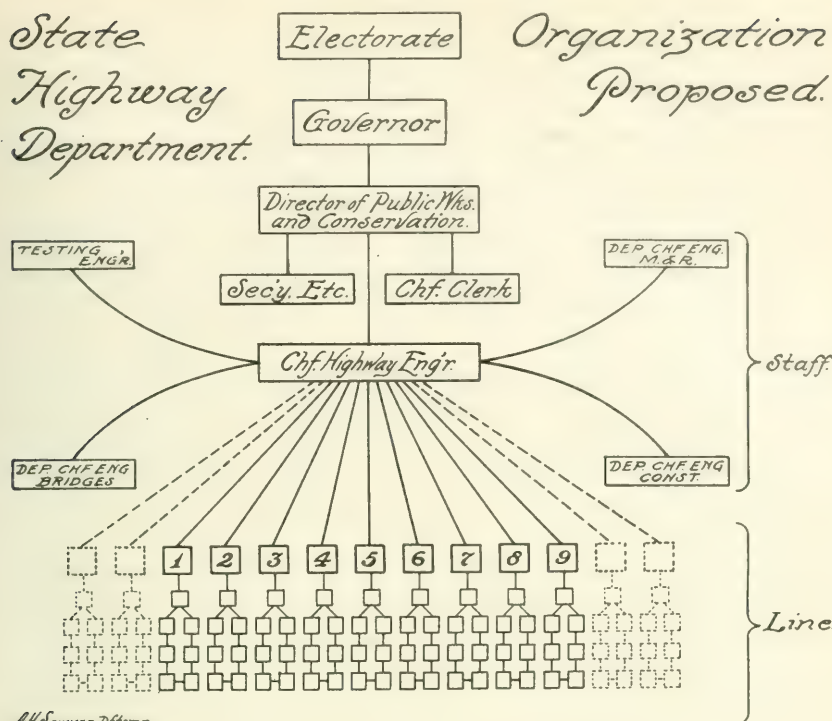 State
Highway
Department.
Organization
Proposed.
Electorate
Governor
Director of Public Wks.
and Conservation.
Sec'y. Etc.
Chf. Clerk
TESTING
ENG'R.
DEP. CHF. ENG.
M. & R.
Chf. Highway Eng'r.
DEP. CHF. ENG
BRIDGES
DEP. CHF. ENG
CONST.
Staff.
1 2 3 4 5 6 7 8 9
Line